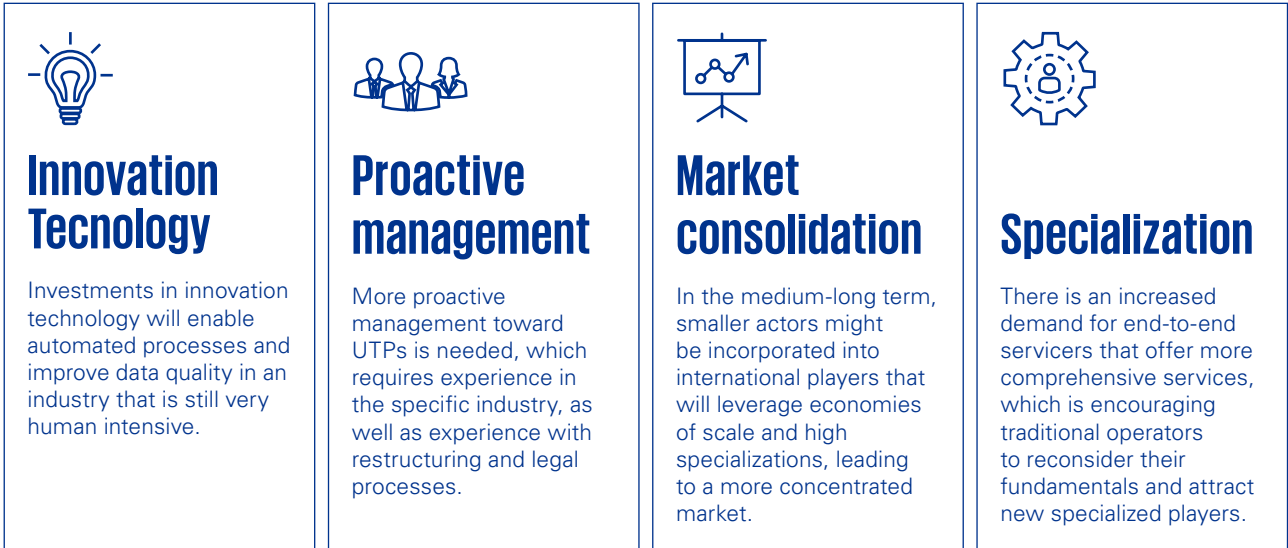 Innovation
Tecnology
Investments in innovation
technology will enable
automated processes and
improve data quality in an
industry that is still very
human intensive.
Proactive
management
More proactive
management toward
UTPs is needed, which
requires experience in
the specific industry, as
well as experience with
restructuring and legal
processes.
Market
consolidation
In the medium-long term,
smaller actors might
be incorporated into
international players that
will leverage economies
of scale and high
specializations, leading
to a more concentrated
market.
Specialization
There is an increased
demand for end-to-end
servicers that offer more
comprehensive services,
which is encouraging
traditional operators
to reconsider their
fundamentals and attract
new specialized players.